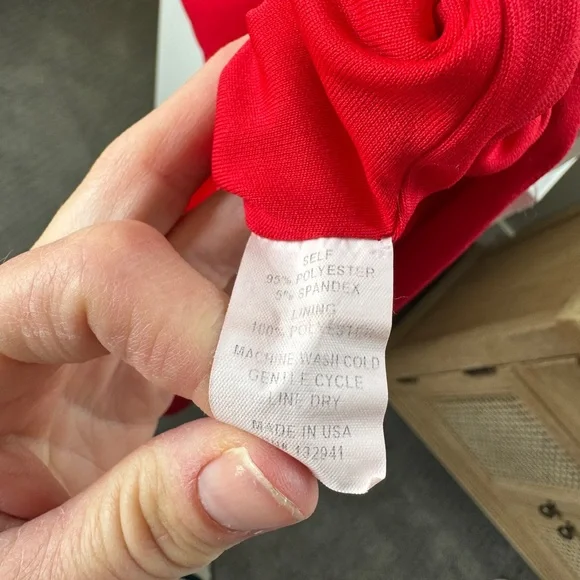 SELF
95% POLYESTER
5% SPANDEX
LINING
100% POLYESTER
MACHINE WASH COLD
GENTLE CYCLE
LINE DRY
MADE IN USA
132941